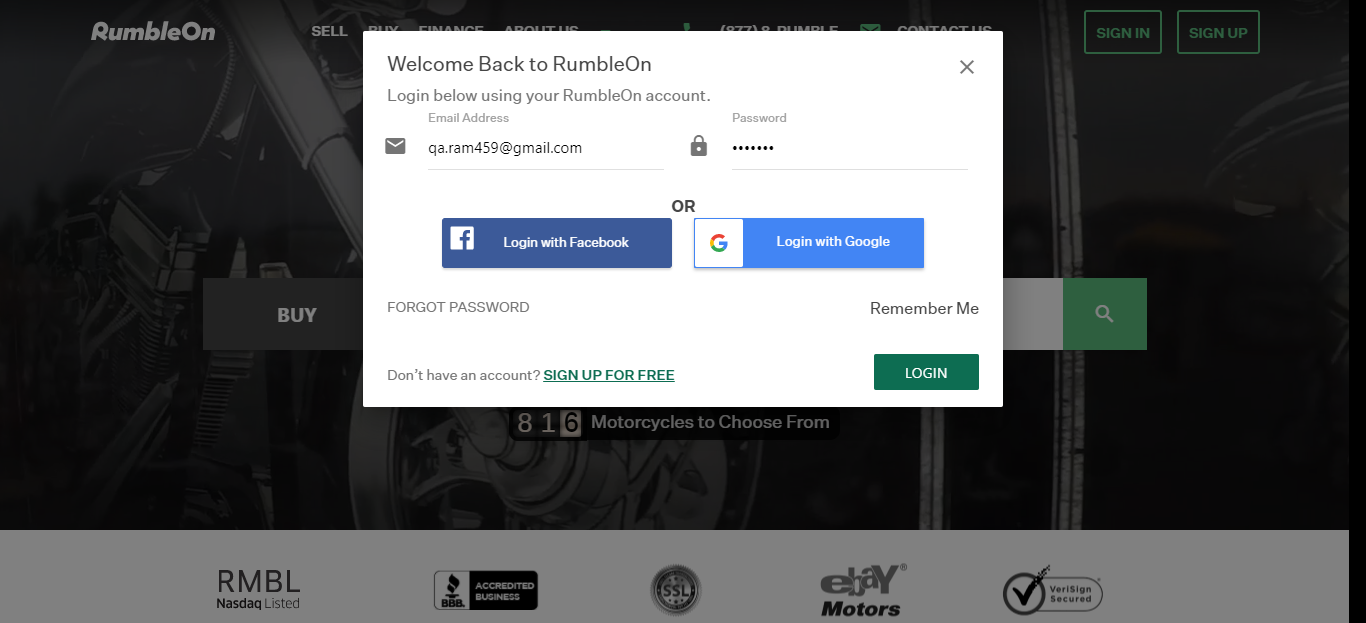 RumbleOn
SELL BUY FINANCE ABOUT US (877) 8-RUMBLE CONTACT US SIGN IN SIGN UP
Welcome Back to RumbleOn
Login below using your RumbleOn account.
Email Address Password
qa.ram459@gmail.com •••••••
OR
Login with Facebook
G Login with Google
BUY
FORGOT PASSWORD Remember Me
Don't have an account? SIGN UP FOR FREE LOGIN
816 Motorcycles to Choose From
RMBL
Nasdaq Listed
BBB.
ACCREDITED
BUSINESS
SSL
ebaY®
Motors
VeriSign
Secured